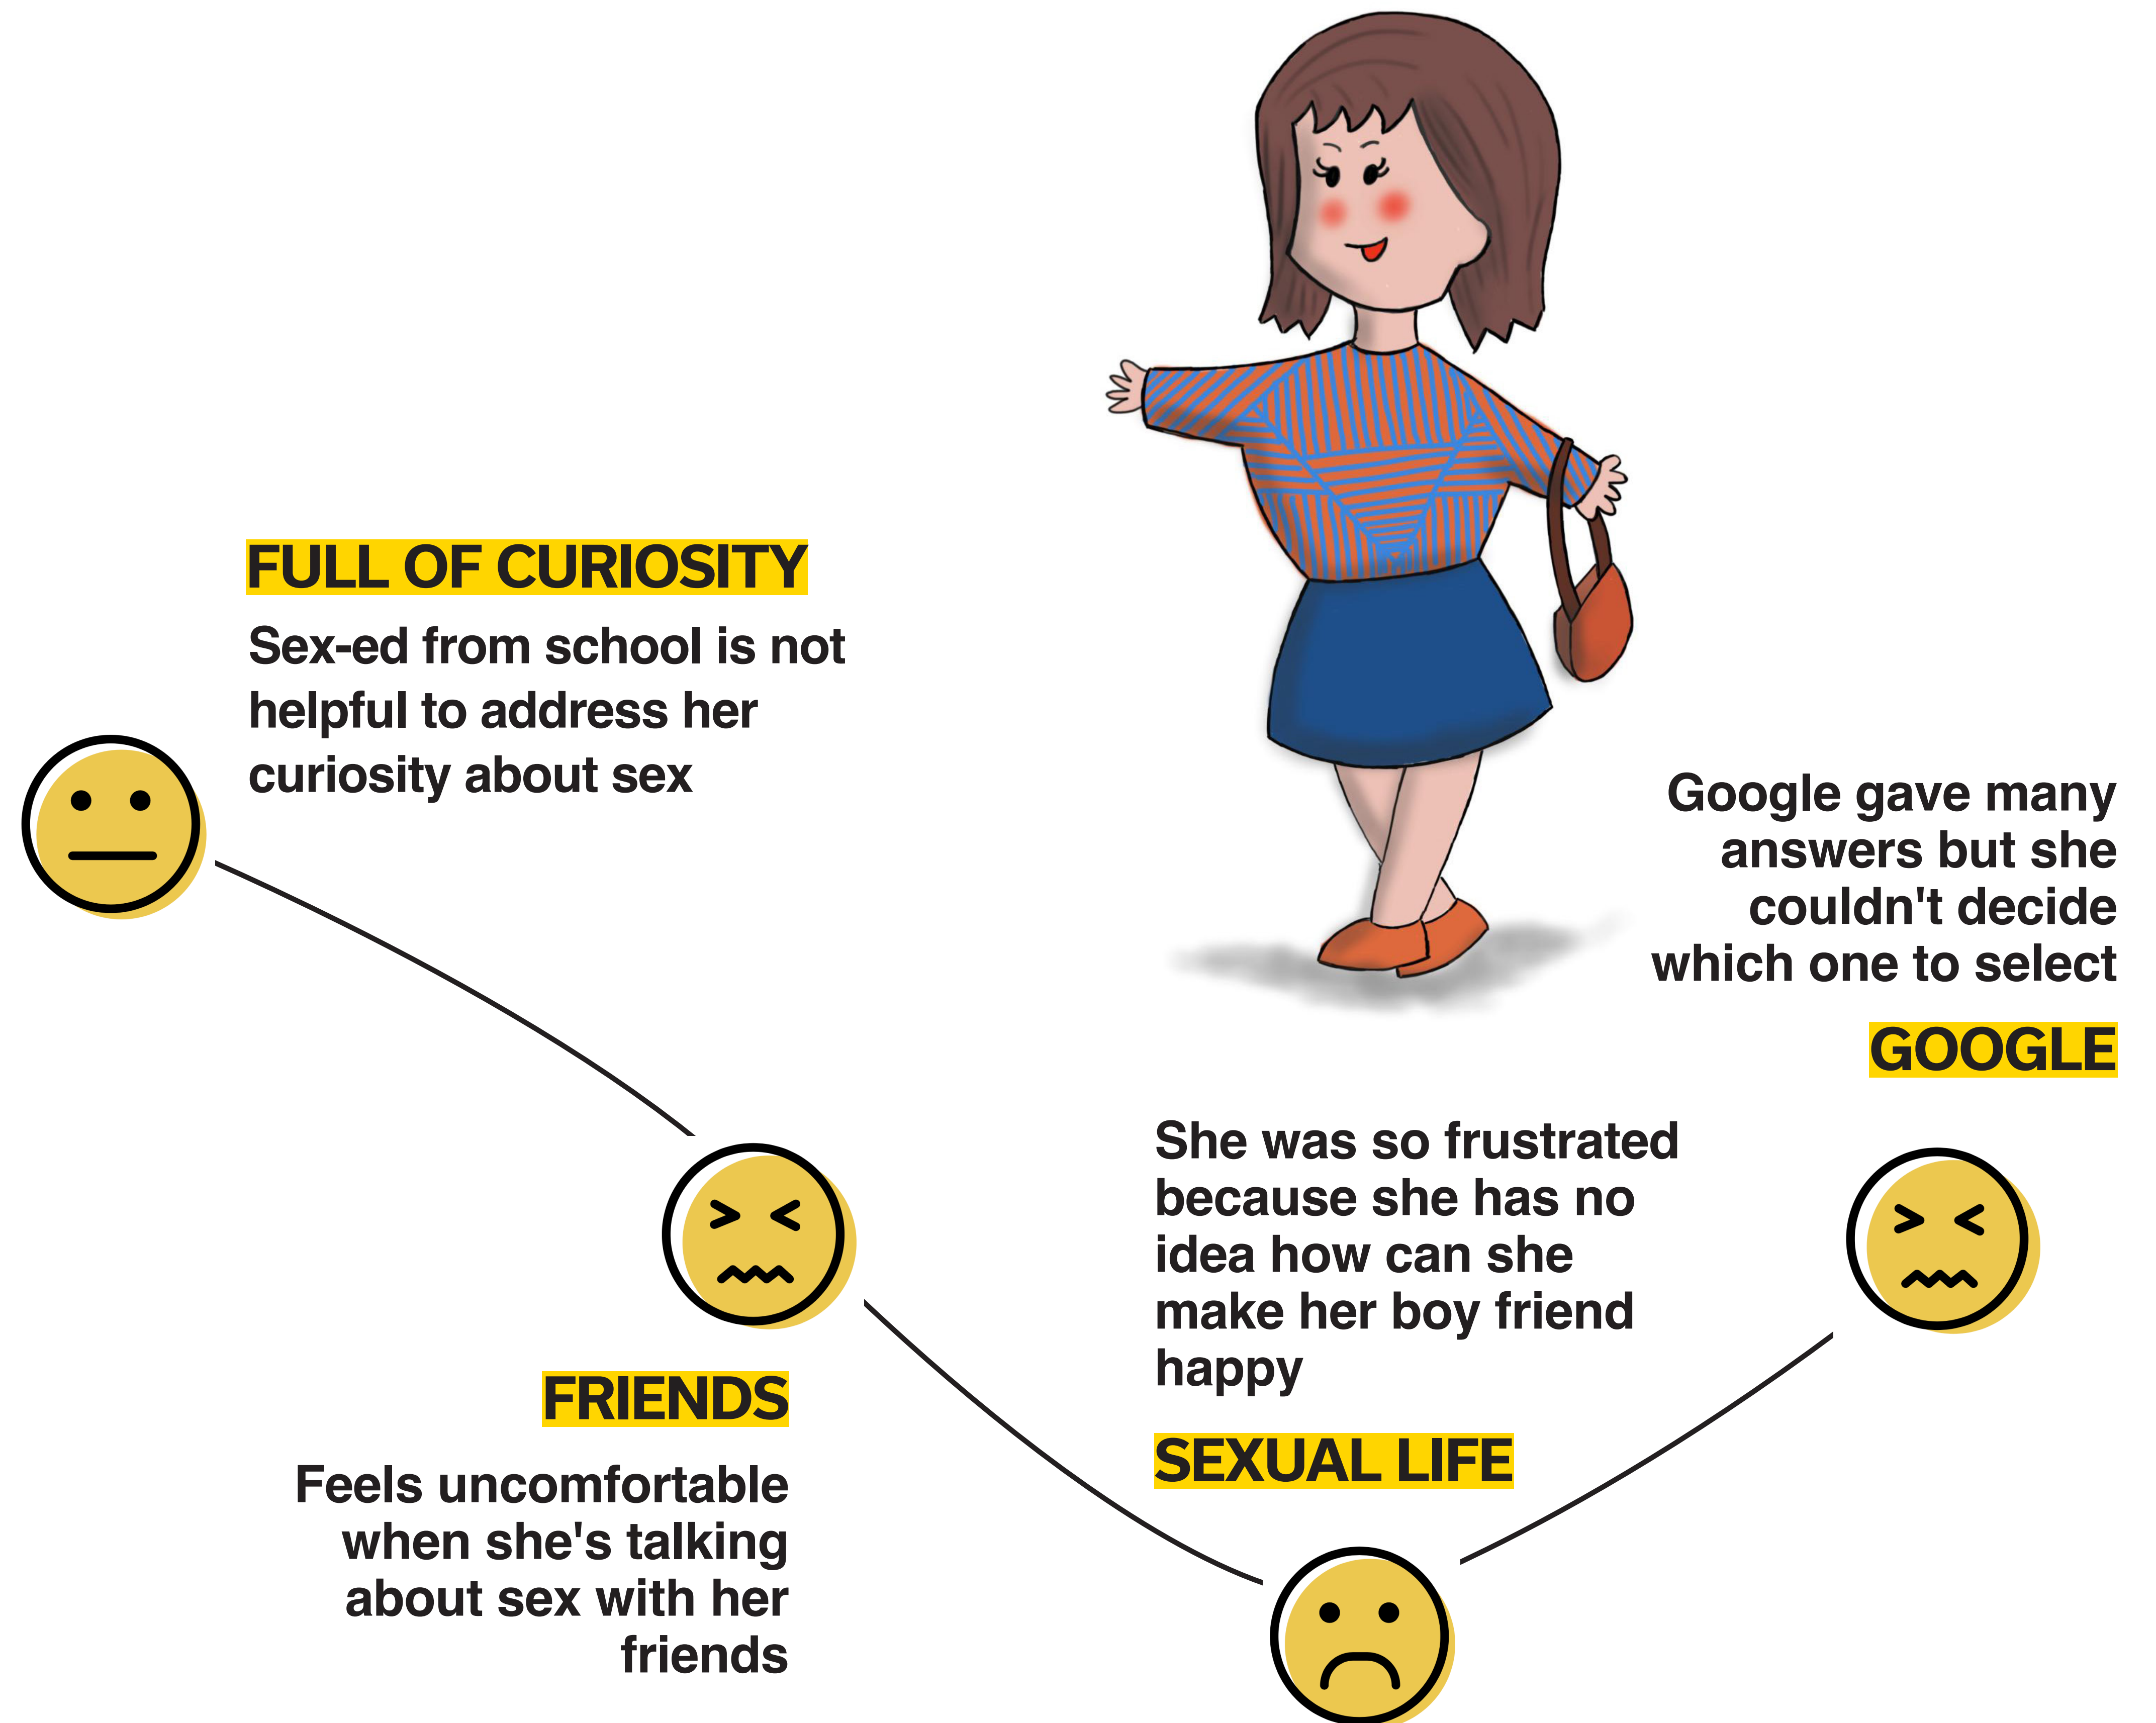 FULL OF CURIOSITY
Sex-ed from school is not
helpful to address her
curiosity about sex
FRIENDS
Feels uncomfortable
when she's talking
about sex with her
friends
She was so frustrated
because she has no
idea how can she
make her boy friend
happy
SEXUAL LIFE
Google gave many
answers but she
couldn't decide
which one to select
GOOGLE